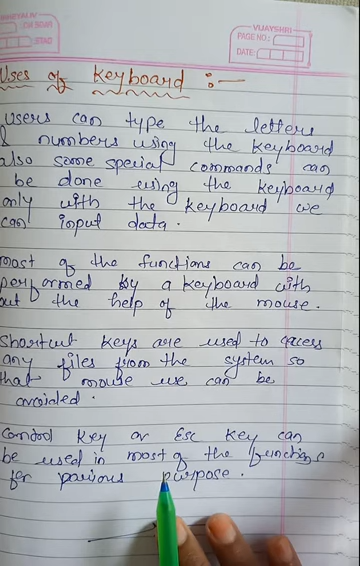 VIJAYSHRI
PAGE NO.:
DATE:
Uses of Keyboard :-
Users can type the letters
& numbers using the Keyboard
also some special commands can
be done using the Keyboard
only with the Keyboard we
can input data.
most of the functions can be
performed by a keyboard with
out the help of the mouse.
Shortcut Keys are used to access
any files from the system so
that mouse use can be
avoided.
Control Key or Esc Key can
be used in most of the functions
for various purpose.